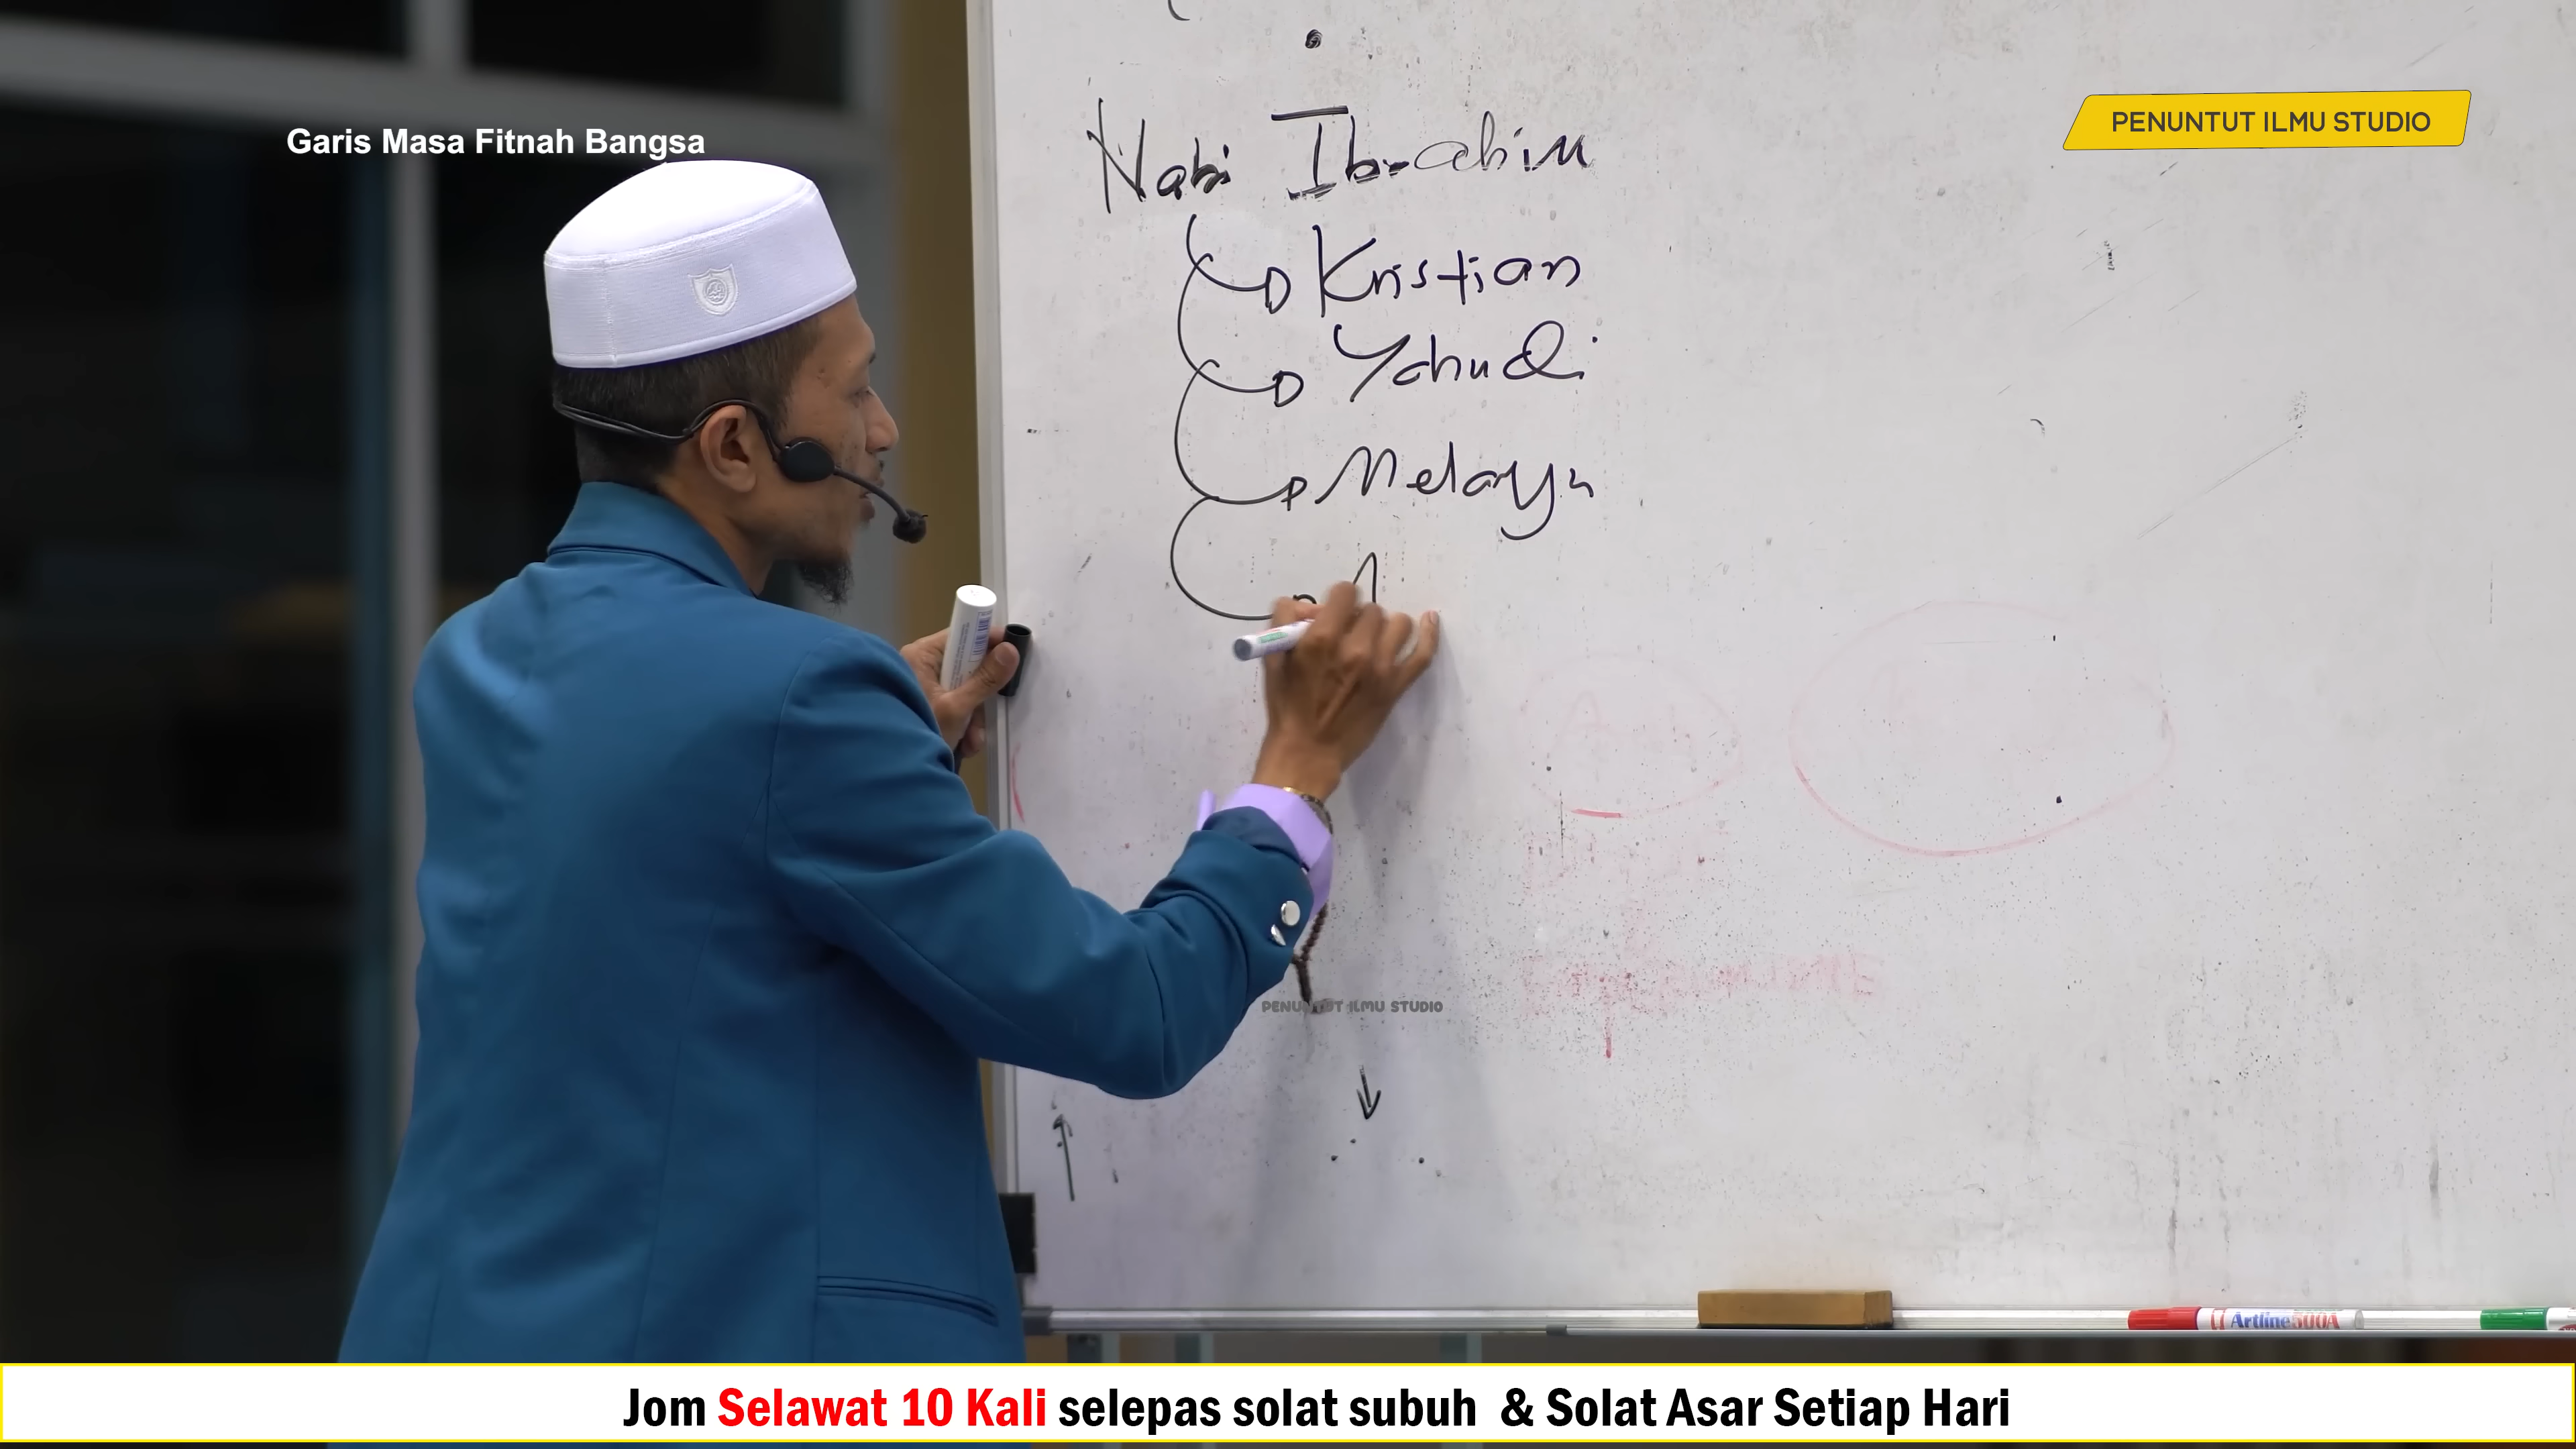 Garis Masa Fitnah Bangsa
PENUNTUT ILMU STUDIO
Nabi Ibrahim
Kristian
Yahudi
Melayu
A
PENUNTUT ILMU STUDIO
Artline 500A
Jom Selawat 10 Kali selepas solat subuh & Solat Asar Setiap Hari